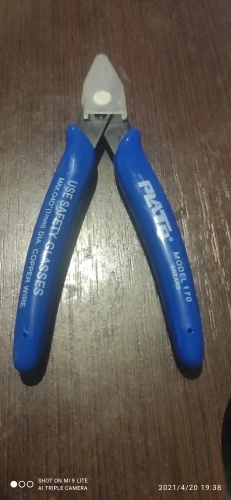 USE SAFETY GLASSES
MAX CAP (1mm) DIA. COPPER WIRE
PLATE®
MODEL 170
SHOT ON MI 9 LITE
AI TRIPLE CAMERA
2021/4/20 19:38